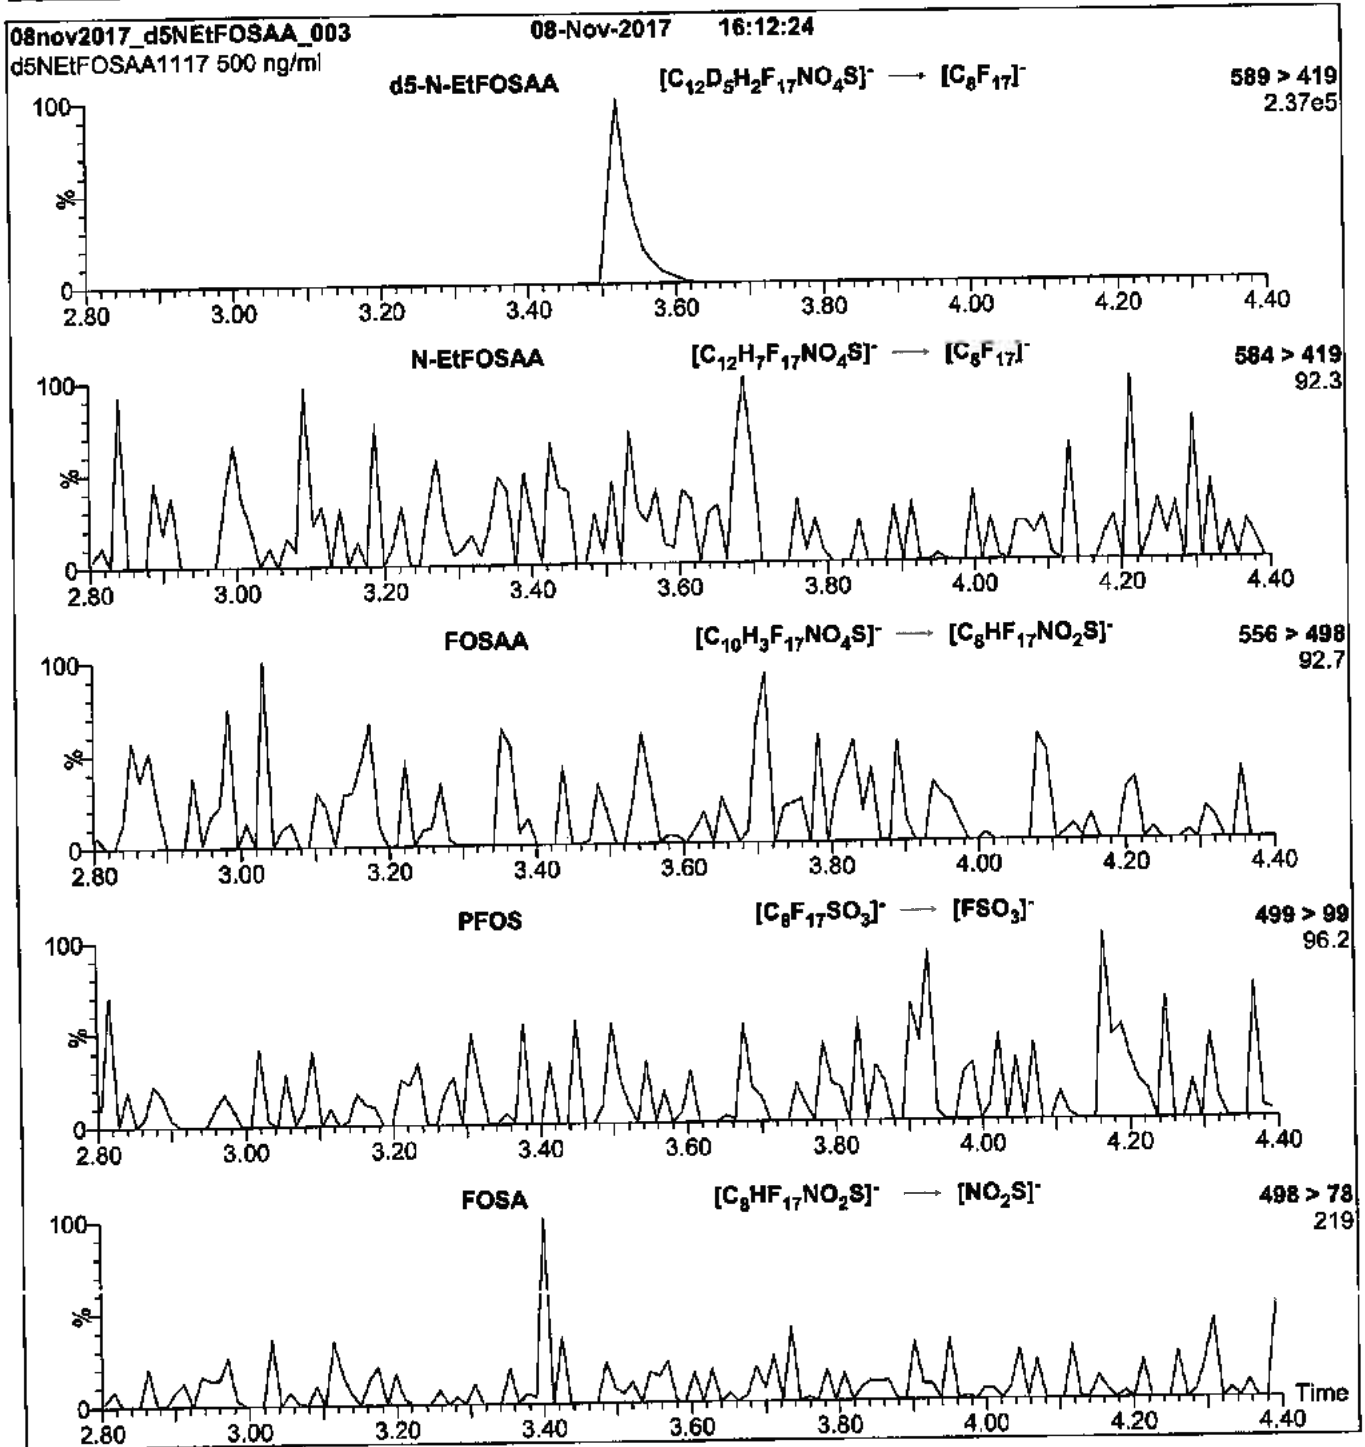 08nov2017_d5NEtFOSAA_003 08-Nov-2017 16:12:24
d5NEtFOSAA1117 500 ng/ml
d5-N-EtFOSAA [C12D5H2F17NO4S]⁻ → [C8F17]⁻ 589 > 419
2.37e5
100
%
0
2.80 3.00 3.20 3.40 3.60 3.80 4.00 4.20 4.40
N-EtFOSAA [C12H7F17NO4S]⁻ → [C8F17]⁻ 584 > 419
92.3
100
%
0
2.80 3.00 3.20 3.40 3.60 3.80 4.00 4.20 4.40
FOSAA [C10H3F17NO4S]⁻ → [C8HF17NO2S]⁻ 556 > 498
92.7
100
%
0
2.80 3.00 3.20 3.40 3.60 3.80 4.00 4.20 4.40
PFOS [C8F17SO3]⁻ → [FSO3]⁻ 499 > 99
96.2
100
%
0
2.80 3.00 3.20 3.40 3.60 3.80 4.00 4.20 4.40
FOSA [C8HF17NO2S]⁻ → [NO2S]⁻ 498 > 78
219
100
%
0
Time
2.80 3.00 3.20 3.40 3.60 3.80 4.00 4.20 4.40